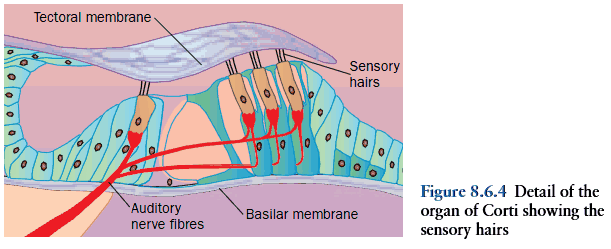 Tectoral membrane
Sensory
hairs
Auditory
nerve fibres
Basilar membrane
Figure 8.6.4 Detail of the
organ of Corti showing the
sensory hairs